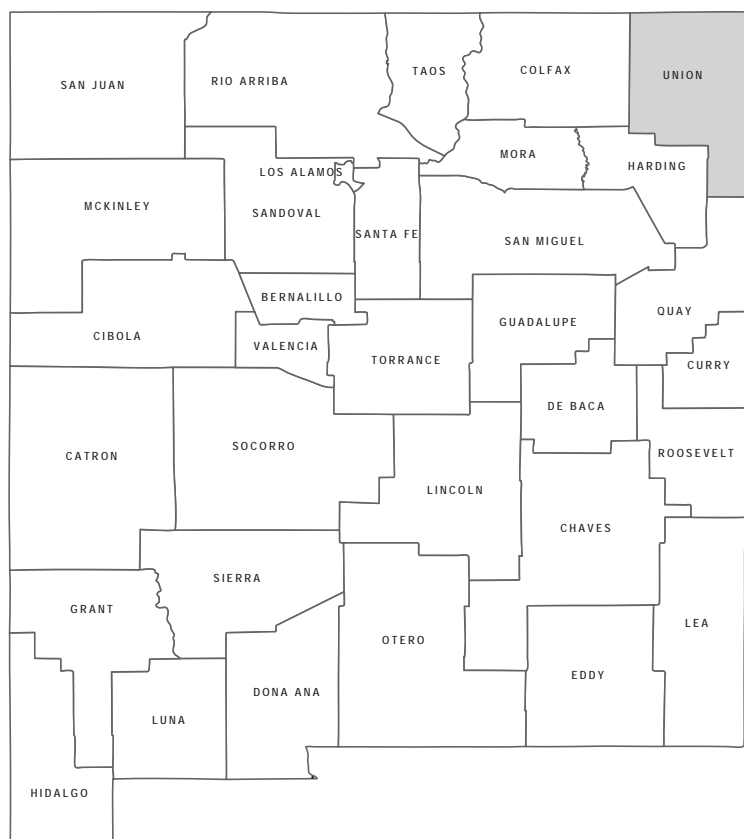 SAN JUAN
RIO ARRIBA
TAOS
COLFAX
UNION
MORA
HARDING
LOS ALAMOS
MCKINLEY
SANDOVAL
SANTA FE
SAN MIGUEL
BERNALILLO
QUAY
GUADALUPE
CIBOLA
VALENCIA
TORRANCE
CURRY
DE BACA
CATRON
SOCORRO
ROOSEVELT
LINCOLN
CHAVES
SIERRA
GRANT
OTERO
LEA
EDDY
DONA ANA
LUNA
HIDALGO